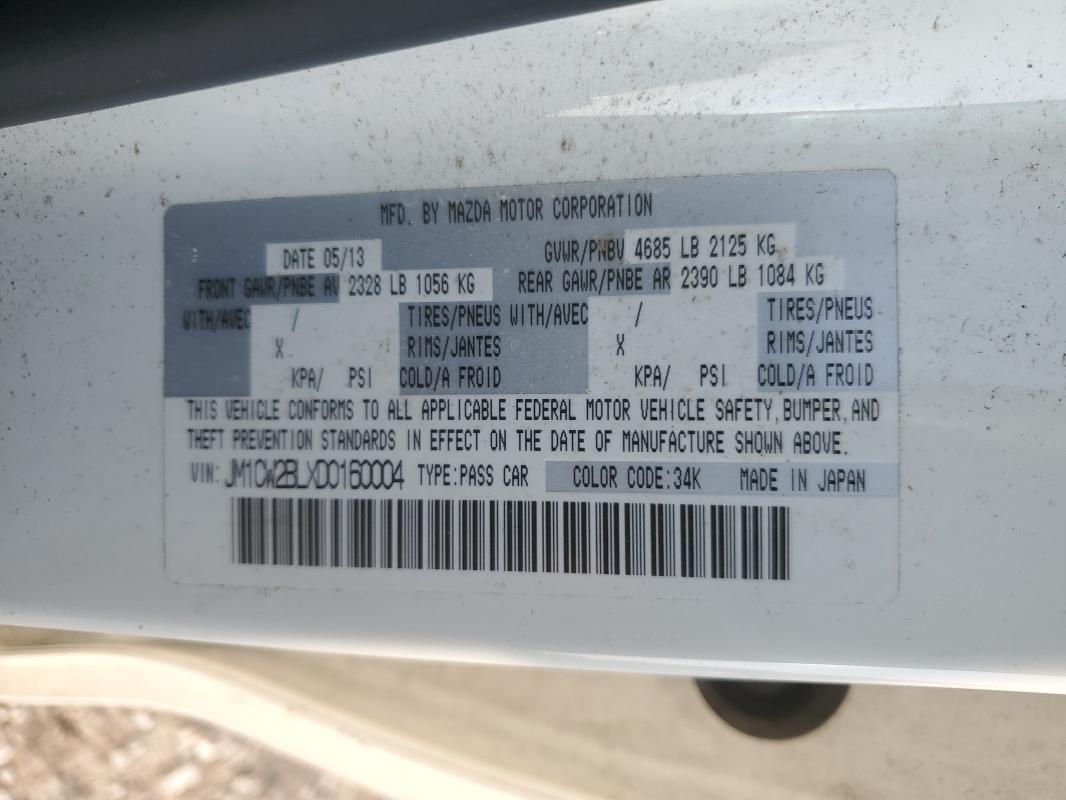 MFD. BY MAZDA MOTOR CORPORATION
DATE 05/13 GVWR/PNBV 4685 LB 2125 KG
FRONT GAWR/PNBE AV 2328 LB 1056 KG REAR GAWR/PNBE AR 2390 LB 1084 KG
WITH/AVEC / TIRES/PNEUS WITH/AVEC / TIRES/PNEUS
X RIMS/JANTES X RIMS/JANTES
KPA/ PSI COLD/A FROID KPA/ PSI COLD/A FROID
THIS VEHICLE CONFORMS TO ALL APPLICABLE FEDERAL MOTOR VEHICLE SAFETY, BUMPER, AND
THEFT PREVENTION STANDARDS IN EFFECT ON THE DATE OF MANUFACTURE SHOWN ABOVE.
VIN: JM1CW2BLXD0160004 TYPE:PASS CAR COLOR CODE:34K MADE IN JAPAN